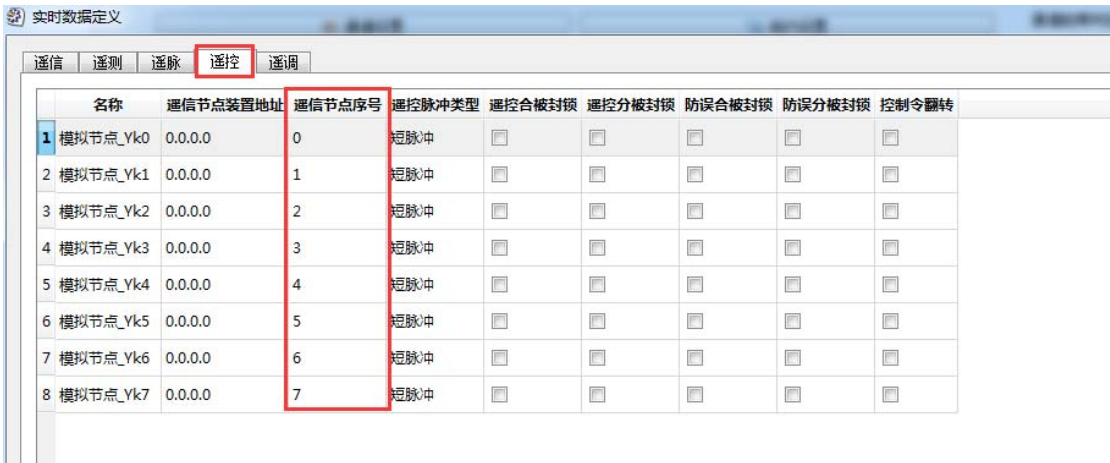 实时数据定义
遥信 遥测 遥脉 遥控 遥调
名称 遥信节点装置地址 遥信节点序号 遥控脉冲类型 遥控合被封锁 遥控分被封锁 防误合被封锁 防误分被封锁 控制令翻转
1 模拟节点_Yk0 0.0.0.0 0 短脉冲
2 模拟节点_Yk1 0.0.0.0 1 短脉冲
3 模拟节点_Yk2 0.0.0.0 2 短脉冲
4 模拟节点_Yk3 0.0.0.0 3 短脉冲
5 模拟节点_Yk4 0.0.0.0 4 短脉冲
6 模拟节点_Yk5 0.0.0.0 5 短脉冲
7 模拟节点_Yk6 0.0.0.0 6 短脉冲
8 模拟节点_Yk7 0.0.0.0 7 短脉冲